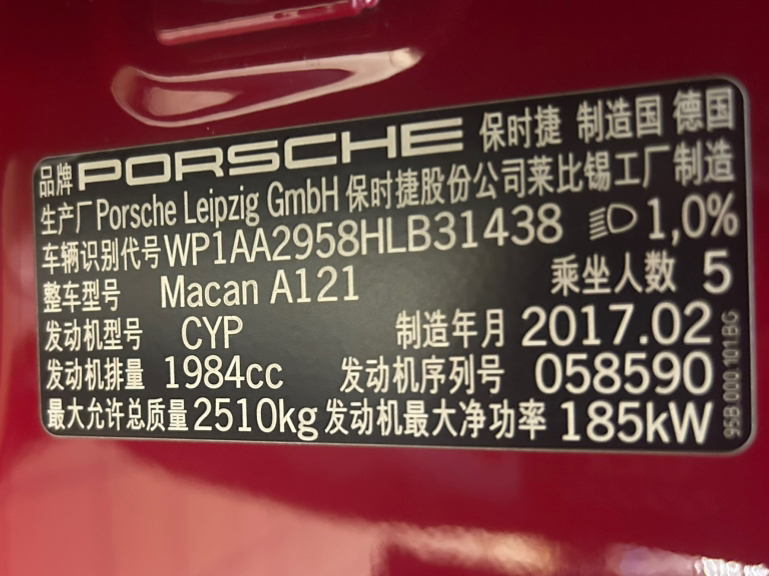 品牌 PORSCHE 保时捷 制造国 德国
生产厂 Porsche Leipzig GmbH 保时捷股份公司莱比锡工厂制造
车辆识别代号 WP1AA2958HLB31438 1,0%
整车型号 Macan A121 乘坐人数 5
发动机型号 CYP 制造年月 2017.02
发动机排量 1984cc 发动机序列号 058590
最大允许总质量 2510kg 发动机最大净功率 185kW
95B 000 101.BG